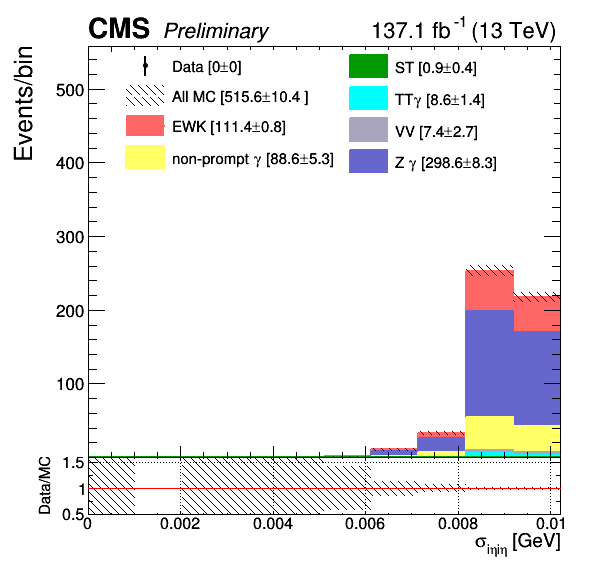 CMS Preliminary 137.1 fb⁻¹ (13 TeV)
Events/bin
Data [0±0]
All MC [515.6±10.4 ]
EWK [111.4±0.8]
non-prompt γ [88.6±5.3]
ST [0.9±0.4]
TTγ [8.6±1.4]
VV [7.4±2.7]
Z γ [298.6±8.3]
500
400
300
200
100
Data/MC
1.5
1
0.5
0 0.002 0.004 0.006 0.008 0.01
σiηiη [GeV]